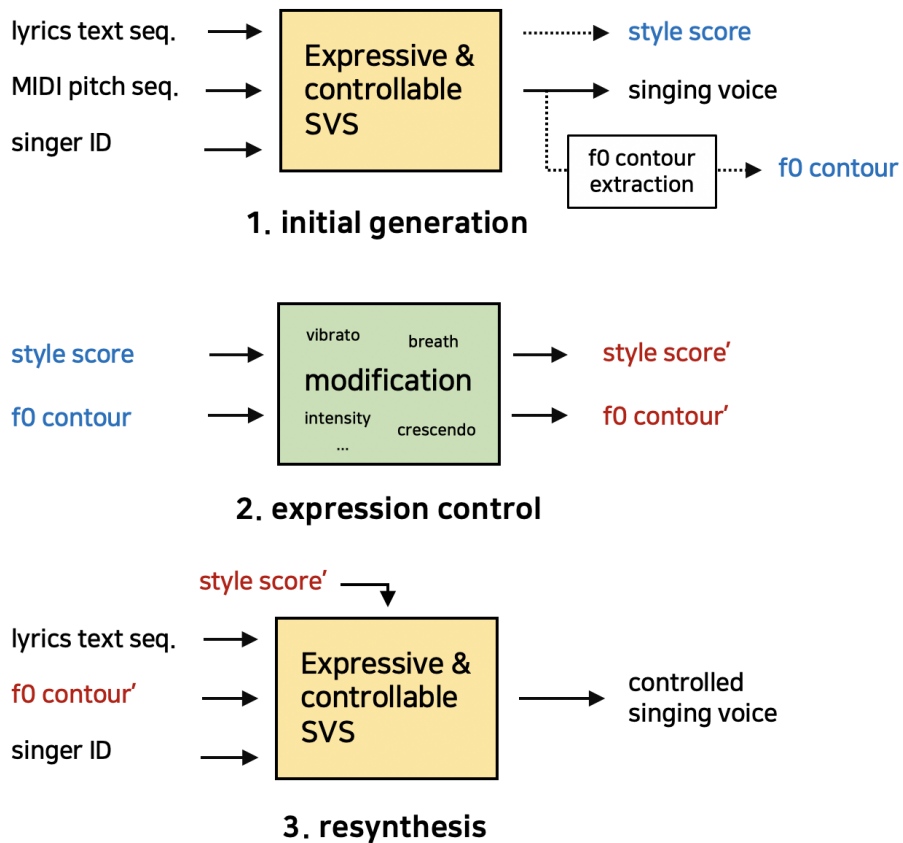 lyrics text seq.
MIDI pitch seq.
singer ID
Expressive &
controllable
SVS
style score
singing voice
f0 contour
extraction
f0 contour
1. initial generation
style score
f0 contour
vibrato
breath
modification
intensity
crescendo
...
style score’
f0 contour’
2. expression control
style score’
lyrics text seq.
f0 contour’
singer ID
Expressive &
controllable
SVS
controlled
singing voice
3. resynthesis